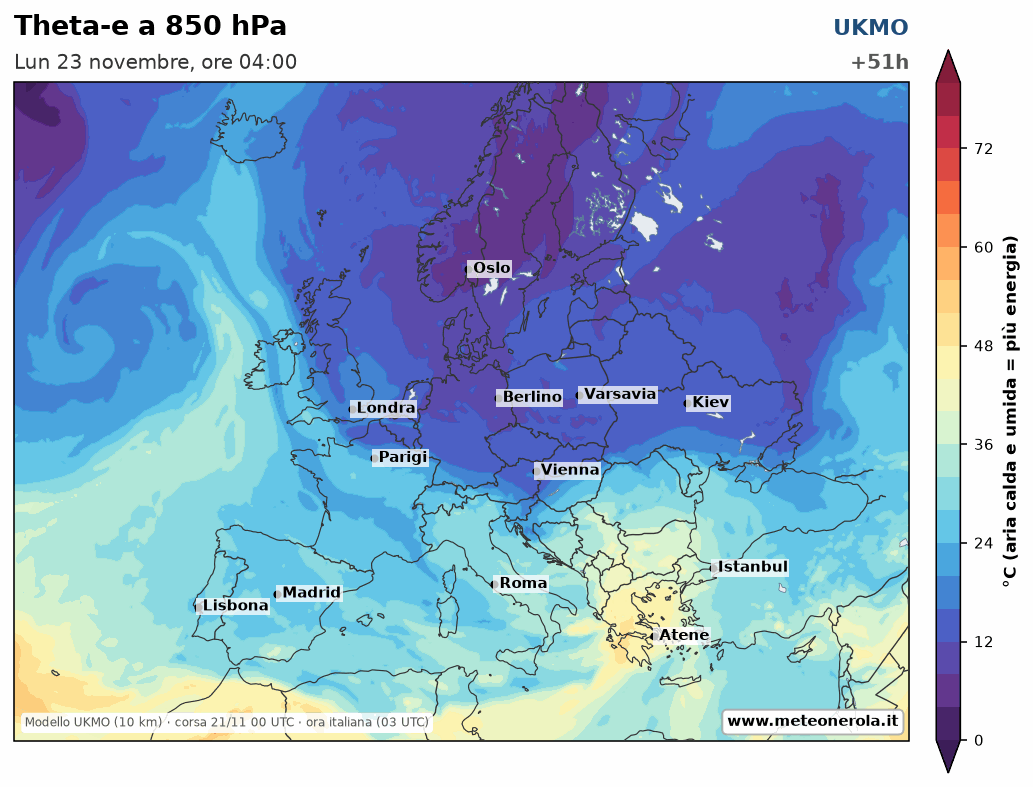 Theta-e a 850 hPa
UKMO
Lun 23 novembre, ore 04:00
+51h
72
60
48
36
24
12
0
°C (aria calda e umida = più energia)
Oslo
Berlino
Varsavia
Kiev
Londra
Parigi
Vienna
Istanbul
Roma
Madrid
Lisbona
Atene
Modello UKMO (10 km) · corsa 21/11 00 UTC · ora italiana (03 UTC)
www.meteonerola.it